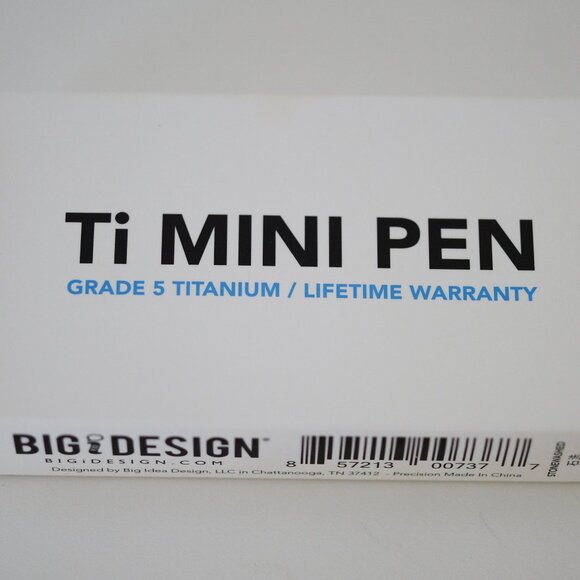 Ti MINI PEN
GRADE 5 TITANIUM / LIFETIME WARRANTY
BIGiDESIGN®
BIGiDESIGN.COM
Designed by Big Idea Design, LLC in Chattanooga, TN 37412 - Precision Made In China
8 57213 00737 7
STONEWASHED